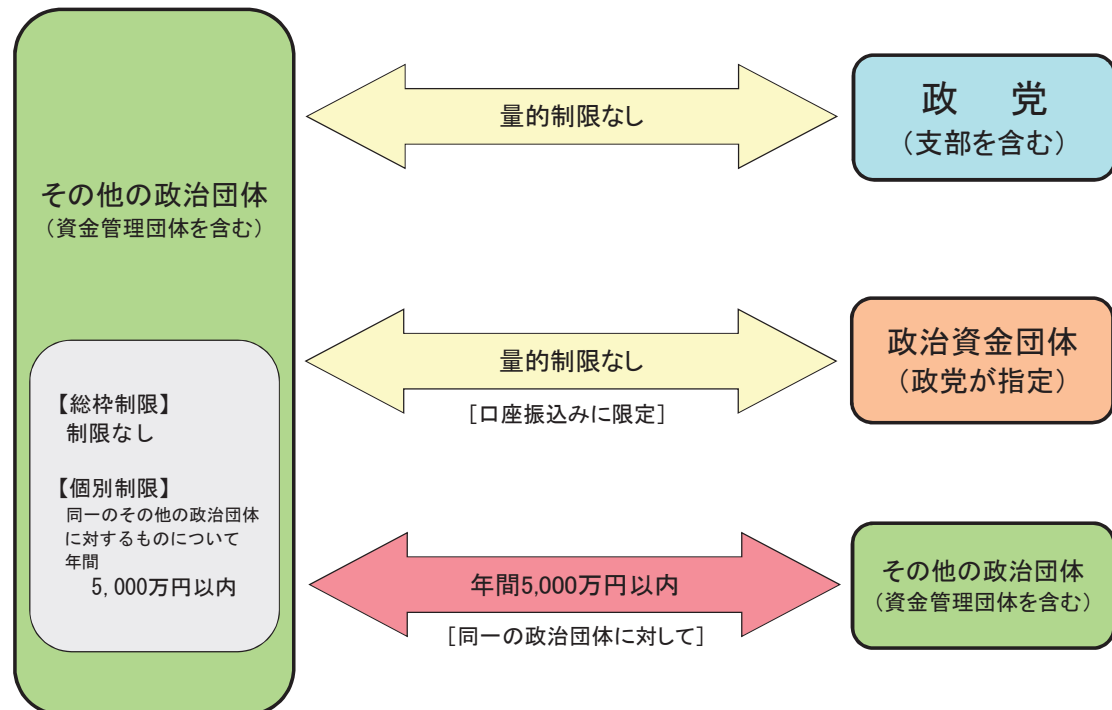 その他の政治団体
（資金管理団体を含む）
【総枠制限】
制限なし
【個別制限】
同一のその他の政治団体
に対するものについて
年間
5,000万円以内
量的制限なし
政　党
（支部を含む）
量的制限なし
［口座振込みに限定］
政治資金団体
（政党が指定）
年間5,000万円以内
［同一の政治団体に対して］
その他の政治団体
（資金管理団体を含む）